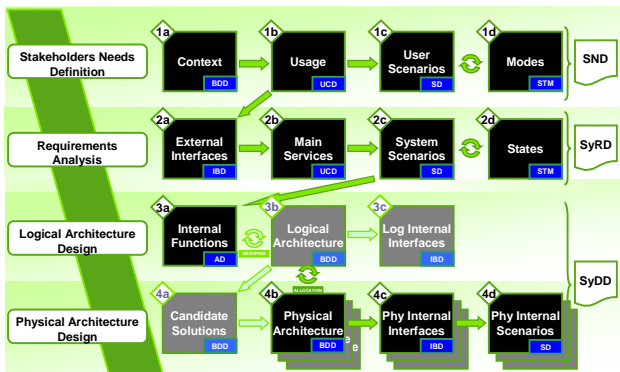 1a
1b
1c
1d
Stakeholders Needs
Definition
Context
BDD
Usage
UCD
User
Scenarios
SD
Modes
STM
SND
2a
2b
2c
2d
Requirements
Analysis
External
Interfaces
IBD
Main
Services
UCD
System
Scenarios
SD
States
STM
SyRD
3a
3b
3c
Logical Architecture
Design
Internal
Functions
AD
GROUPING
Logical
Architecture
BDD
Log Internal
Interfaces
IBD
SyDD
ALLOCATION
4a
4b
4c
4d
Physical Architecture
Design
Candidate
Solutions
BDD
Physical
Architecture
BDD
e
e
Phy Internal
Interfaces
IBD
Phy Internal
Scenarios
SD